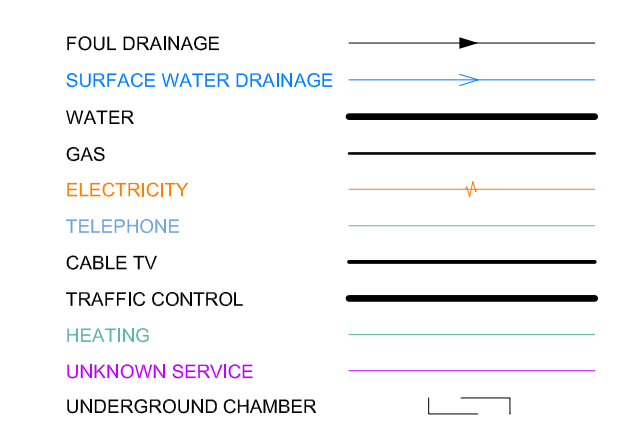 FOUL DRAINAGE
SURFACE WATER DRAINAGE
WATER
GAS
ELECTRICITY
TELEPHONE
CABLE TV
TRAFFIC CONTROL
HEATING
UNKNOWN SERVICE
UNDERGROUND CHAMBER